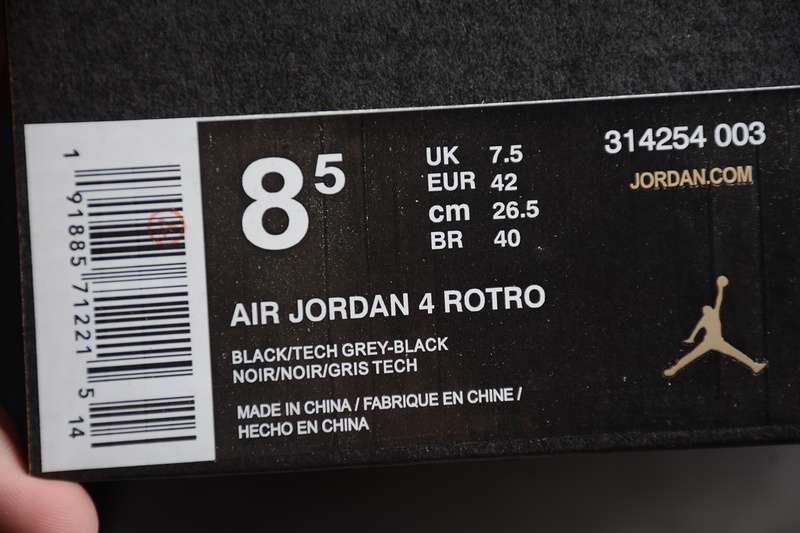 1 91885 71221 5 14
8 5
UK 7.5
EUR 42
cm 26.5
BR 40
314254 003
JORDAN.COM
AIR JORDAN 4 ROTRO
BLACK/TECH GREY-BLACK
NOIR/NOIR/GRIS TECH
MADE IN CHINA / FABRIQUE EN CHINE /
HECHO EN CHINA